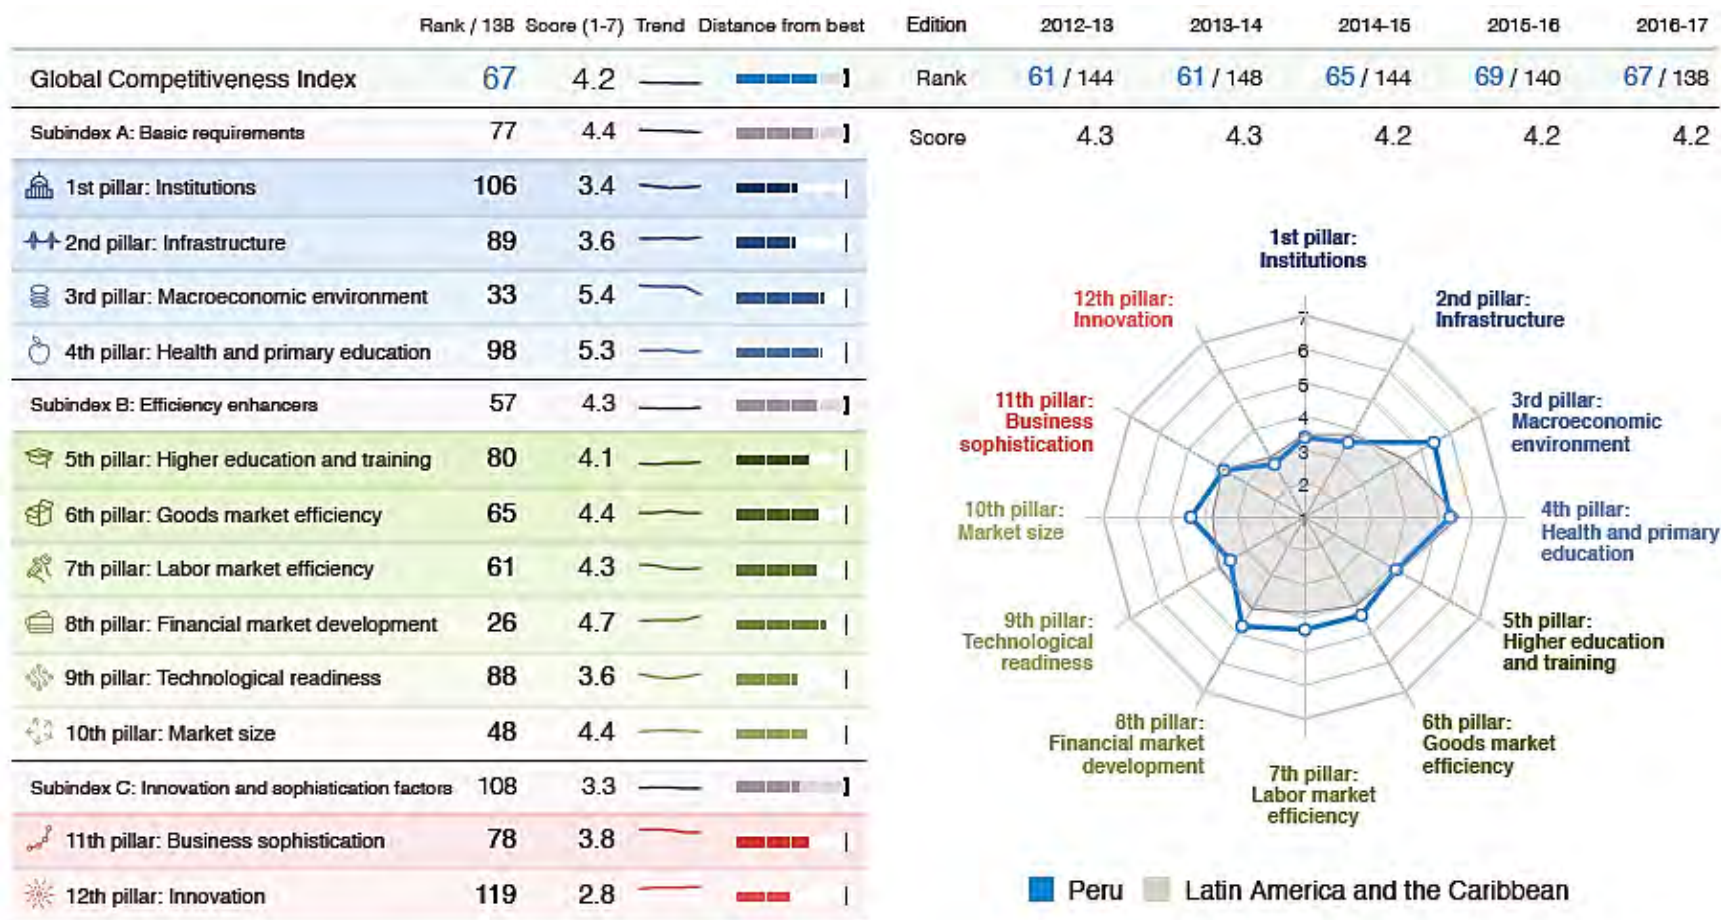 Rank / 138 Score (1-7) Trend Distance from best
Global Competitiveness Index 67 4.2
Subindex A: Basic requirements 77 4.4
1st pillar: Institutions 106 3.4
2nd pillar: Infrastructure 89 3.6
3rd pillar: Macroeconomic environment 33 5.4
4th pillar: Health and primary education 98 5.3
Subindex B: Efficiency enhancers 57 4.3
5th pillar: Higher education and training 80 4.1
6th pillar: Goods market efficiency 65 4.4
7th pillar: Labor market efficiency 61 4.3
8th pillar: Financial market development 26 4.7
9th pillar: Technological readiness 88 3.6
10th pillar: Market size 48 4.4
Subindex C: Innovation and sophistication factors 108 3.3
11th pillar: Business sophistication 78 3.8
12th pillar: Innovation 119 2.8
Edition 2012-13 2013-14 2014-15 2015-16 2016-17
Rank 61 / 144 61 / 148 65 / 144 69 / 140 67 / 138
Score 4.3 4.3 4.2 4.2 4.2
1st pillar:
Institutions
2nd pillar:
Infrastructure
3rd pillar:
Macroeconomic
environment
4th pillar:
Health and primary
education
5th pillar:
Higher education
and training
6th pillar:
Goods market
efficiency
7th pillar:
Labor market
efficiency
8th pillar:
Financial market
development
9th pillar:
Technological
readiness
10th pillar:
Market size
11th pillar:
Business
sophistication
12th pillar:
Innovation
7
6
5
4
3
2
Peru
Latin America and the Caribbean